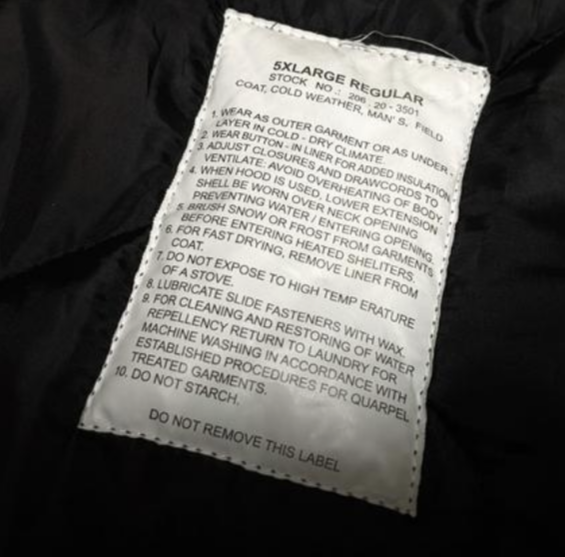 5XLARGE REGULAR
STOCK NO.: 206 20-3501
COAT, COLD WEATHER, MAN'S, FIELD
1. WEAR AS OUTER GARMENT OR AS UNDER
LAYER IN COLD - DRY CLIMATE.
2. WEAR BUTTON - IN LINER FOR ADDED INSULATION
3. ADJUST CLOSURES AND DRAWCORDS TO
VENTILATE: AVOID OVERHEATING OF BODY.
4. WHEN HOOD IS USED, LOWER EXTENSION
SHELL BE WORN OVER NECK OPENING
PREVENTING WATER / ENTERING OPENING.
5. BRUSH SNOW OR FROST FROM GARMENTS
BEFORE ENTERING HEATED SHELITERS.
6. FOR FAST DRYING, REMOVE LINER FROM
COAT.
7. DO NOT EXPOSE TO HIGH TEMP ERATURE
OF A STOVE.
8. LUBRICATE SLIDE FASTENERS WITH WAX.
9. FOR CLEANING AND RESTORING OF WATER
REPELLENCY RETURN TO LAUNDRY FOR
MACHINE WASHING IN ACCORDANCE WITH
ESTABLISHED PROCEDURES FOR QUARPEL
TREATED GARMENTS.
10. DO NOT STARCH.
DO NOT REMOVE THIS LABEL